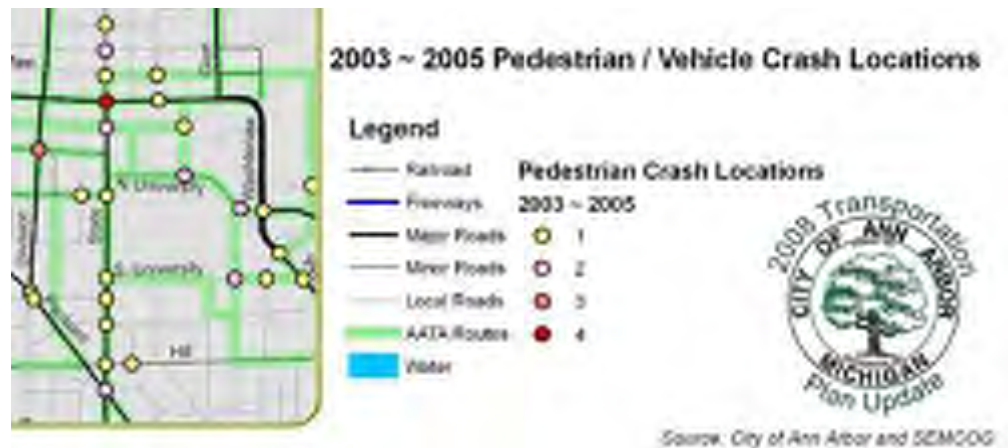 2003 ~ 2005 Pedestrian / Vehicle Crash Locations
Legend
Railroad
Freeways
Major Roads
Minor Roads
Local Roads
AATA Routes
Water
Pedestrian Crash Locations
2003 ~ 2005
1
2
3
4
N University
S. University
State
Washtenaw
Hill
2008 Transportation
CITY OF ANN ARBOR
MICHIGAN
Plan Update
Source: City of Ann Arbor and SEMCOG